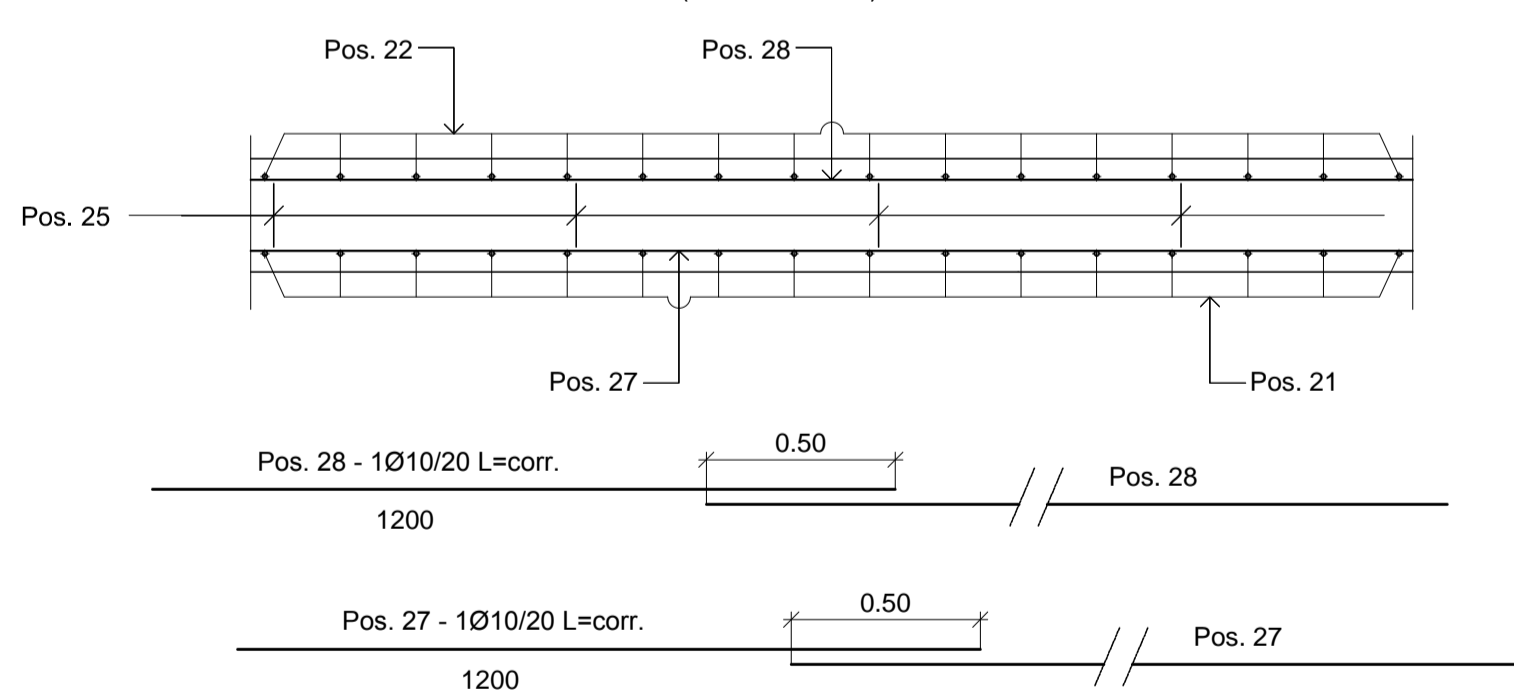 Pos. 22
Pos. 28
Pos. 25
Pos. 27
Pos. 21
0.50
Pos. 28 - 1Ø10/20 L=corr.
Pos. 28
1200
0.50
Pos. 27 - 1Ø10/20 L=corr.
Pos. 27
1200